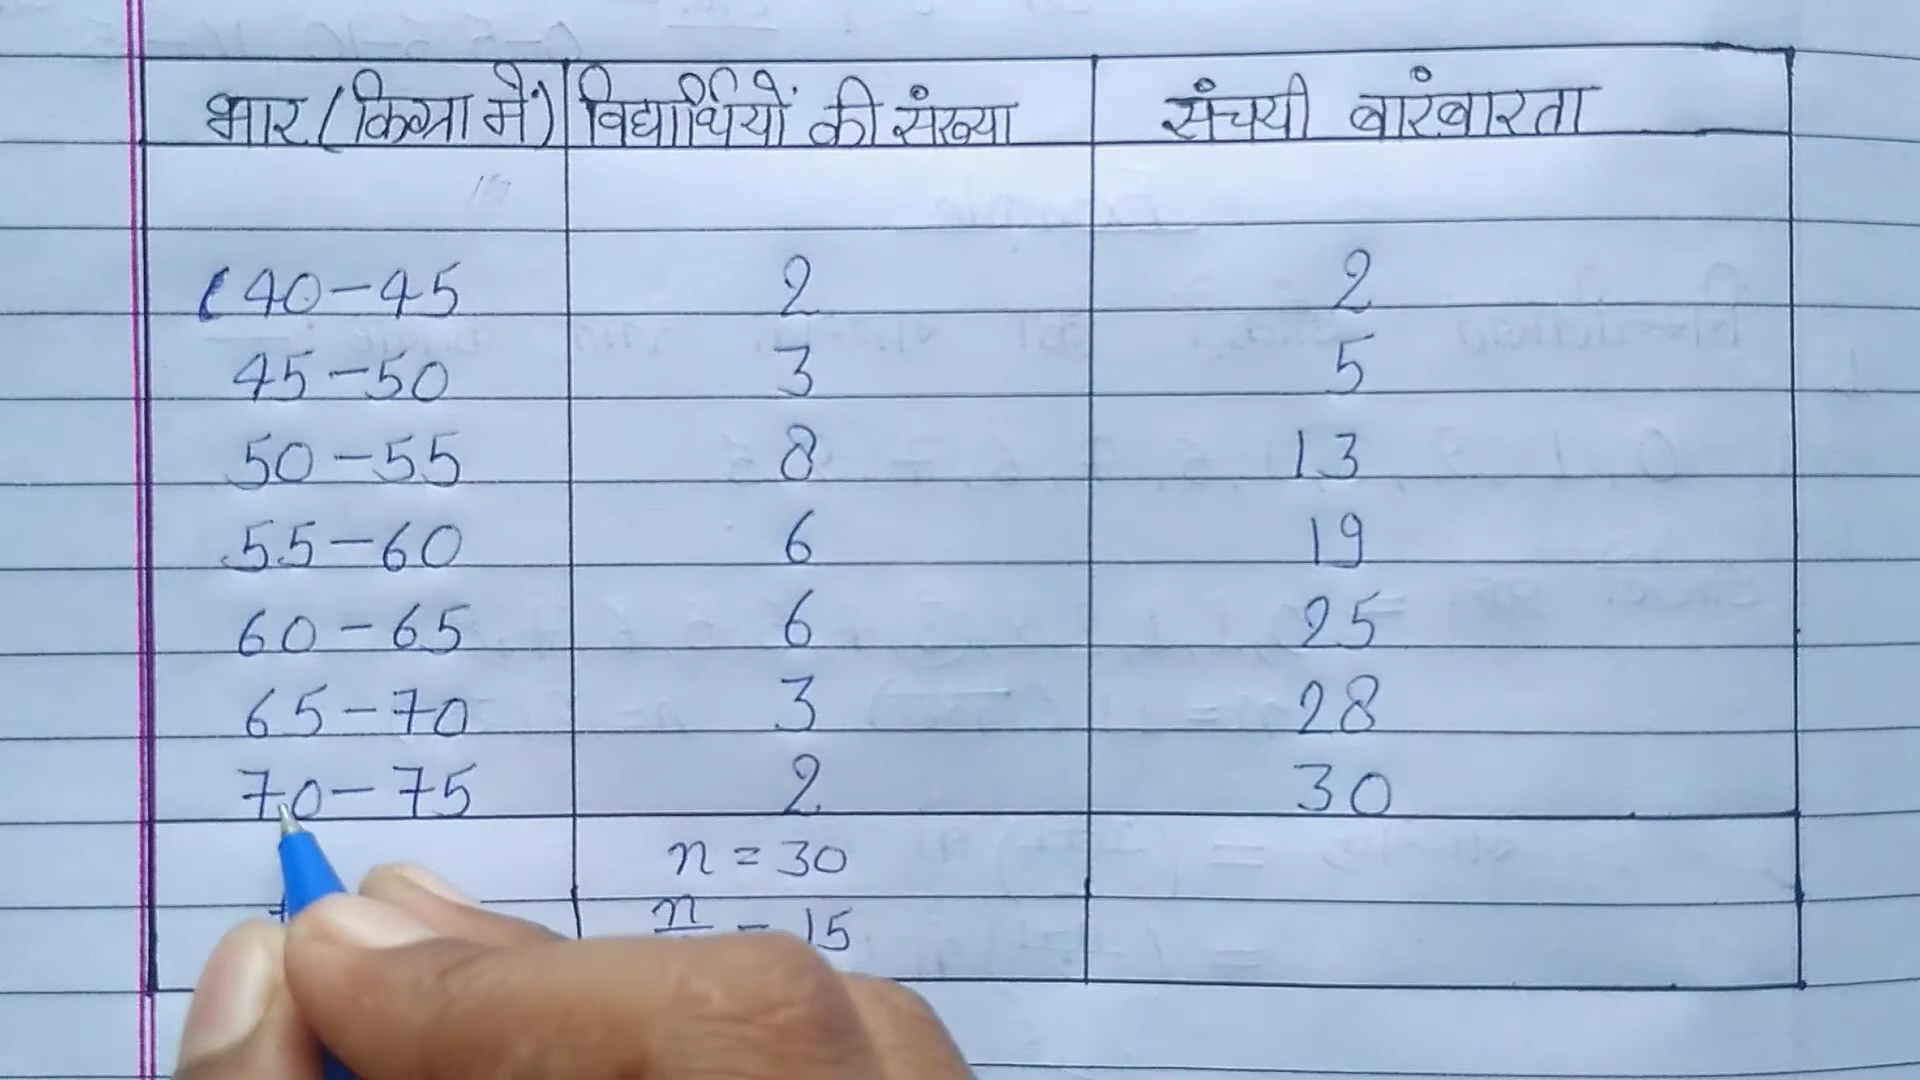 भार (किग्रा में) विद्यार्थियों की संख्या संचयी बारंबारता
40-45 2 2
45-50 3 5
50-55 8 13
55-60 6 19
60-65 6 25
65-70 3 28
70-75 2 30
n = 30
n = 15